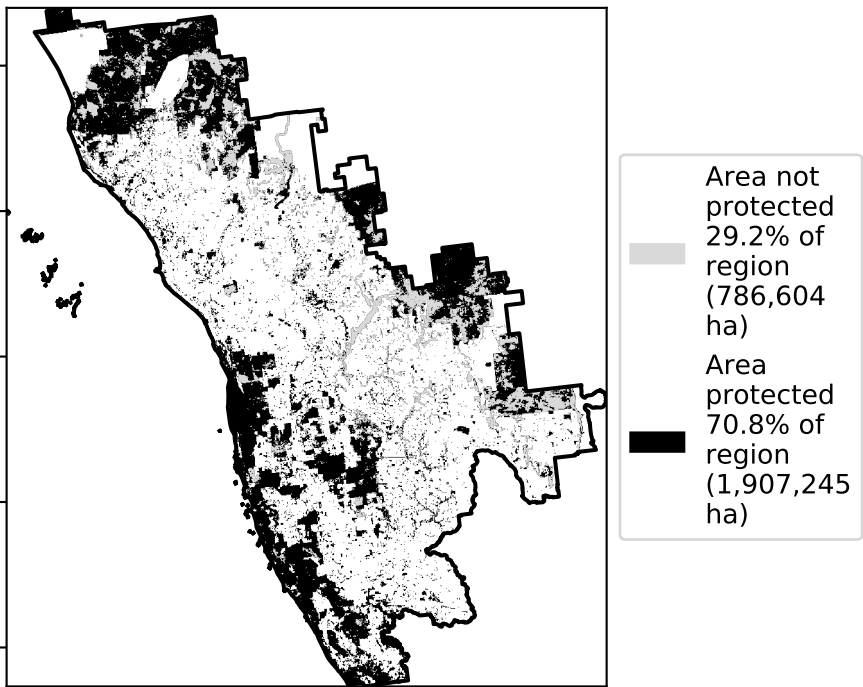 Area not
protected
29.2% of
region
(786,604
ha)
Area
protected
70.8% of
region
(1,907,245
ha)